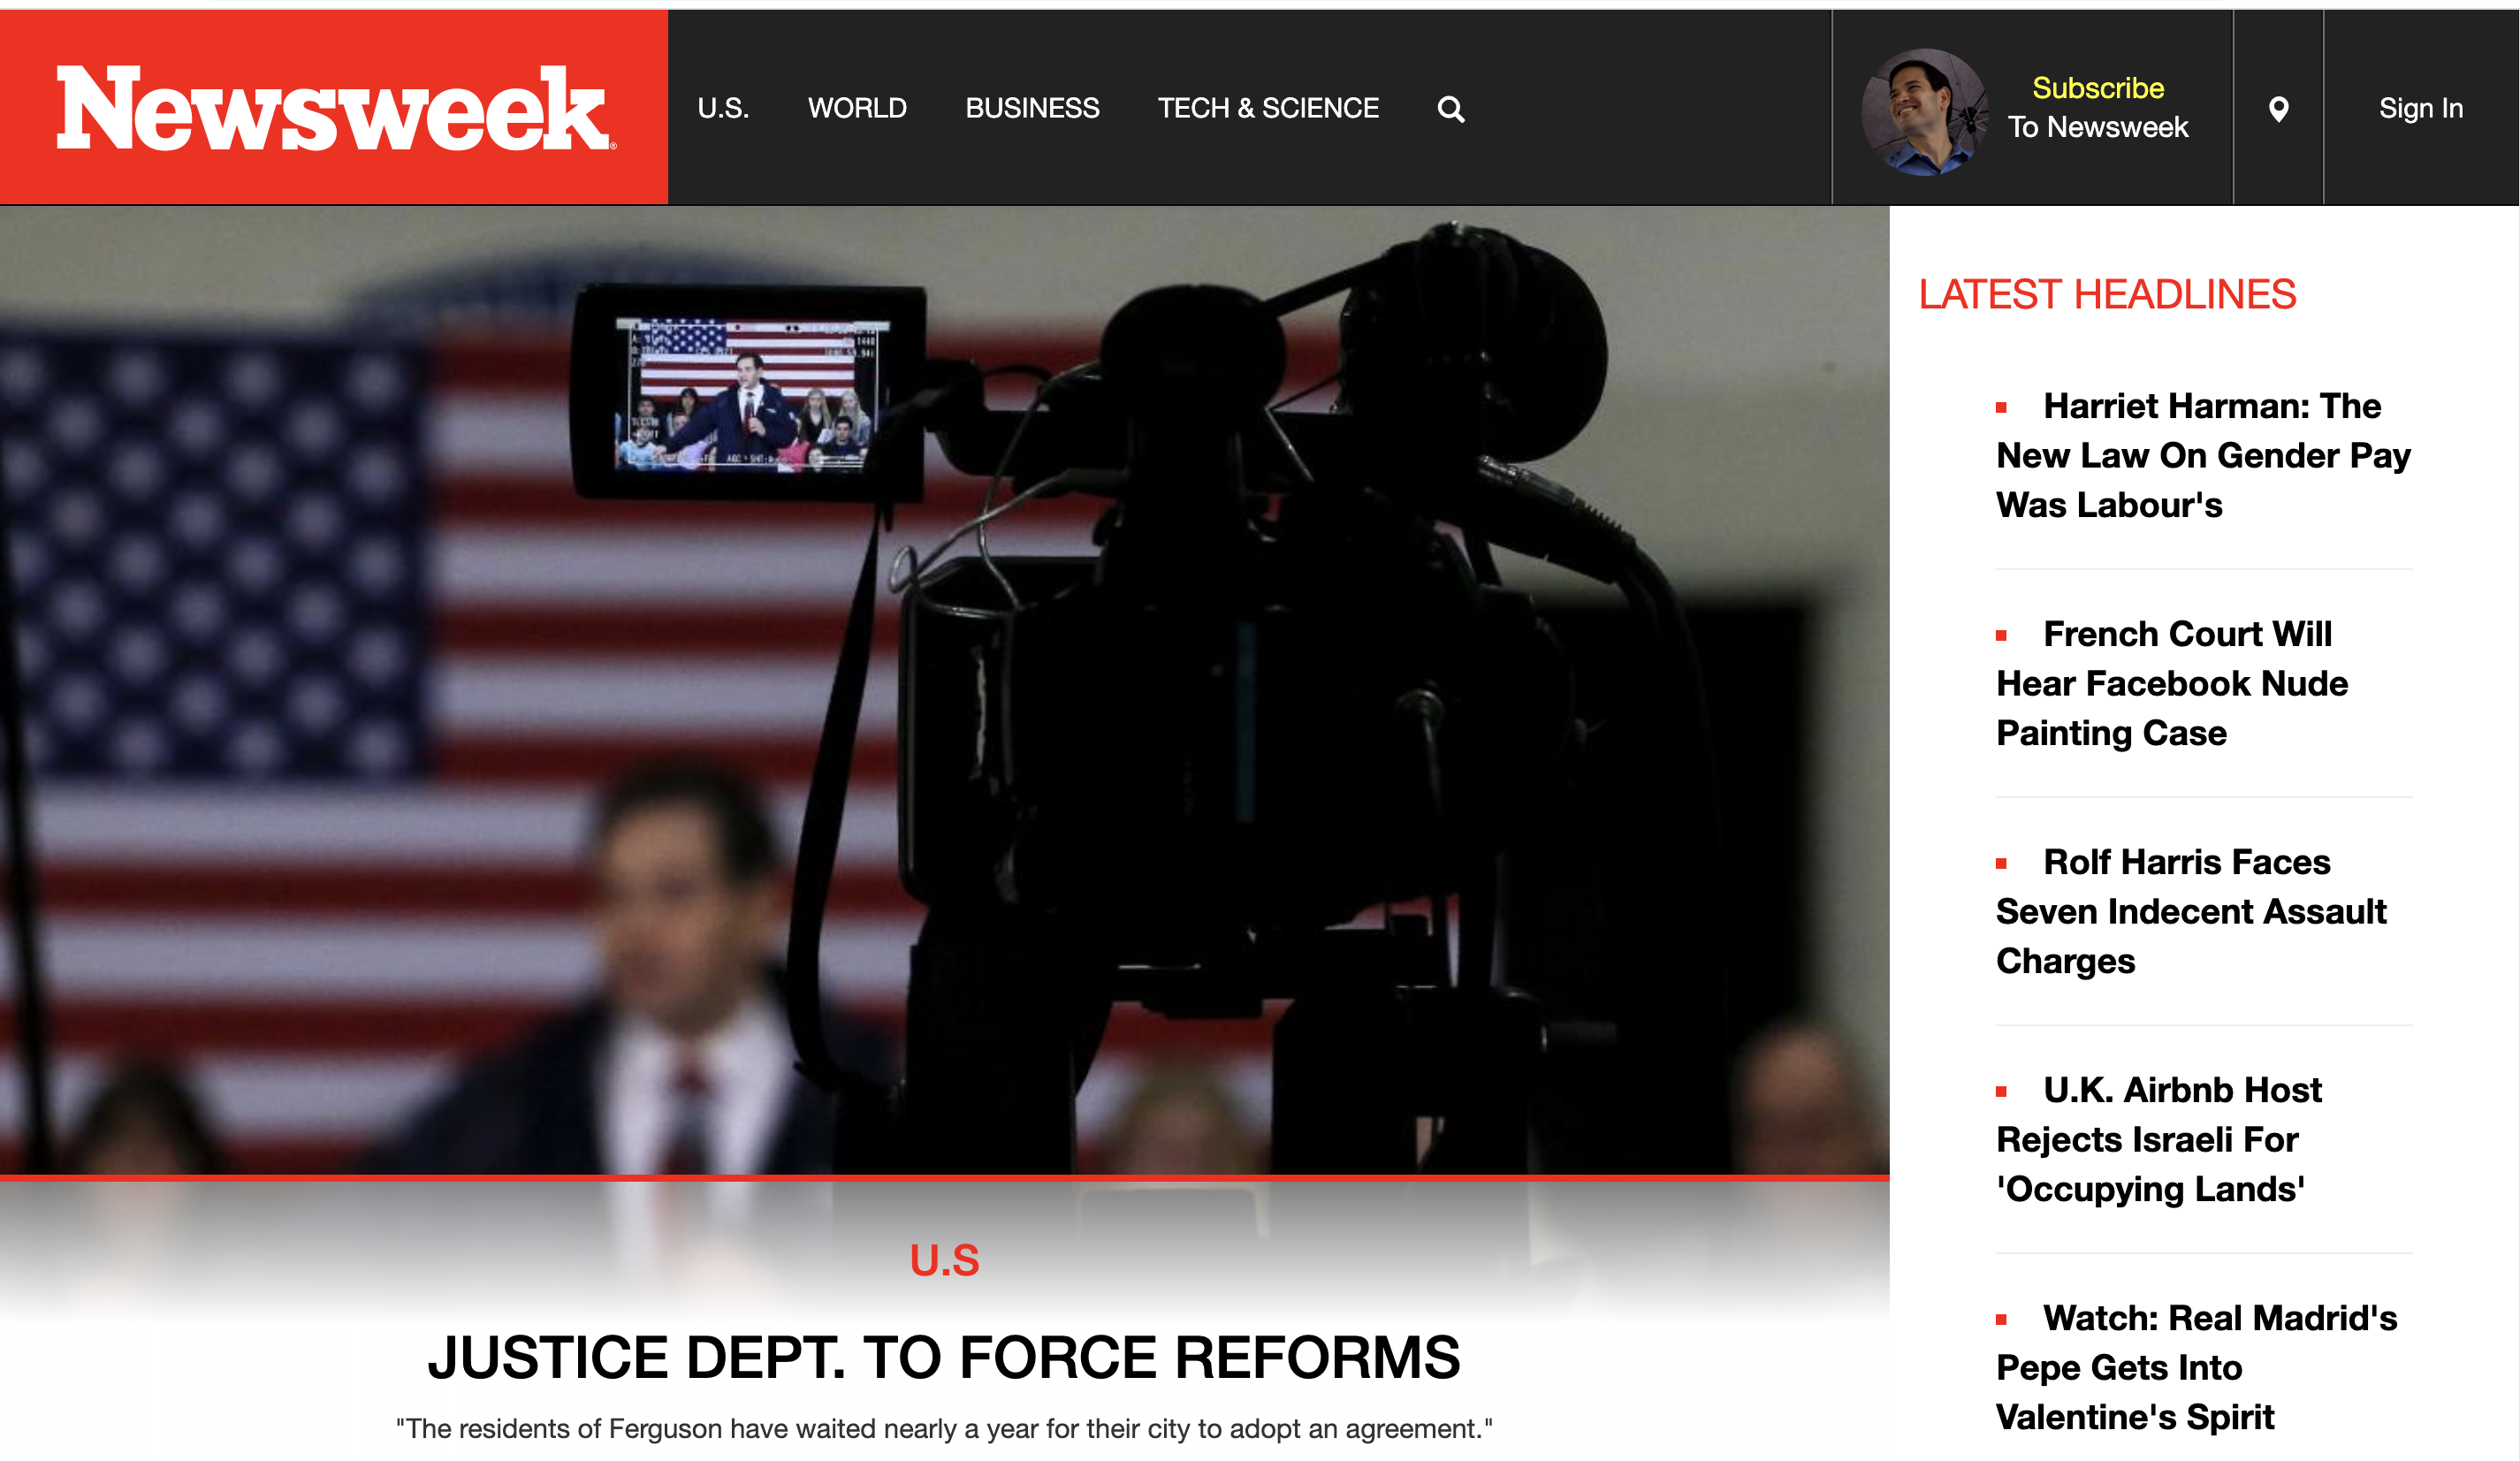 Newsweek
U.S. WORLD BUSINESS TECH & SCIENCE
Subscribe
To Newsweek
Sign In
LATEST HEADLINES
Harriet Harman: The
New Law On Gender Pay
Was Labour's
French Court Will
Hear Facebook Nude
Painting Case
Rolf Harris Faces
Seven Indecent Assault
Charges
U.K. Airbnb Host
Rejects Israeli For
'Occupying Lands'
Watch: Real Madrid's
Pepe Gets Into
Valentine's Spirit
U.S
JUSTICE DEPT. TO FORCE REFORMS
"The residents of Ferguson have waited nearly a year for their city to adopt an agreement."